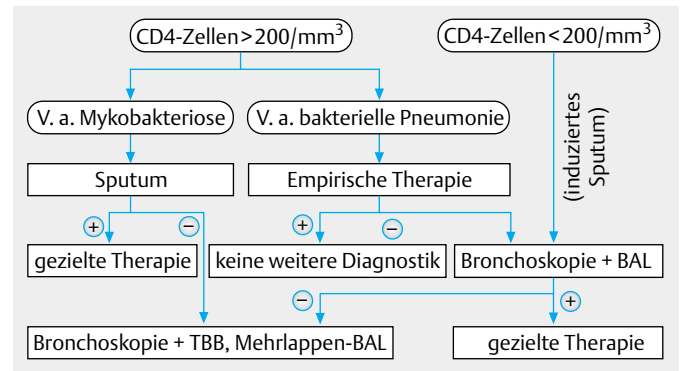 CD4-Zellen>200/mm³
CD4-Zellen<200/mm³
V. a. Mykobakteriose
V. a. bakterielle Pneumonie
(induziertes
Sputum)
Sputum
Empirische Therapie
+
−
+
−
gezielte Therapie
keine weitere Diagnostik
Bronchoskopie + BAL
−
+
Bronchoskopie + TBB, Mehrlappen-BAL
gezielte Therapie